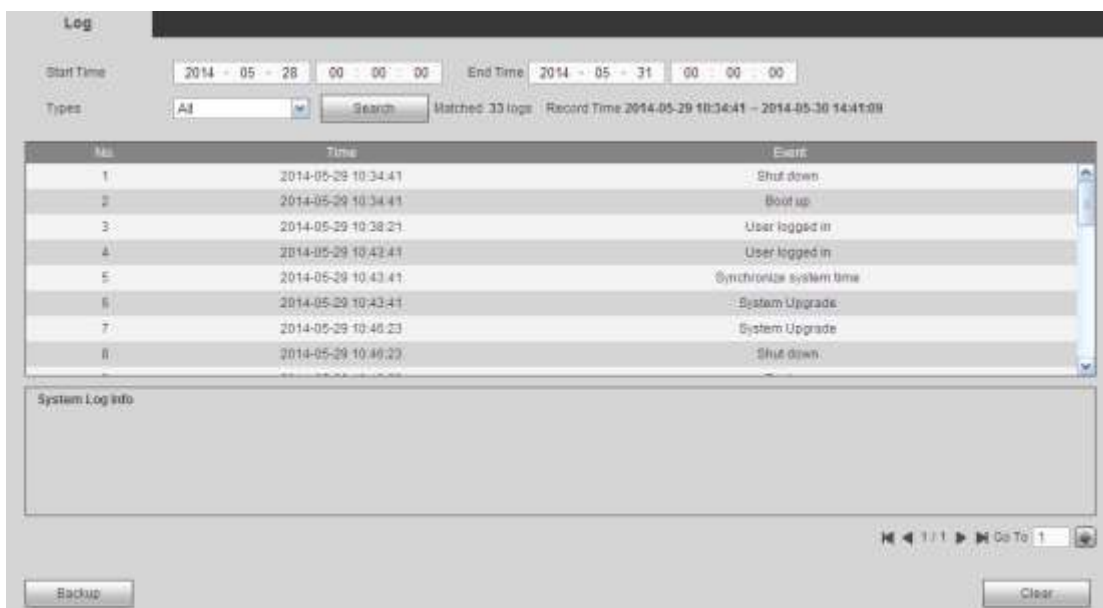 Log
Start Time 2014 - 05 - 28 00 : 00 : 00 End Time 2014 - 05 - 31 00 : 00 : 00
Types All Search Matched 33 logs Record Time 2014-05-29 10:34:41 -- 2014-05-30 14:41:09
No. Time Event
1 2014-05-29 10:34:41 Shut down
2 2014-05-29 10:34:41 Boot up
3 2014-05-29 10:38:21 User logged in
4 2014-05-29 10:43:41 User logged in
5 2014-05-29 10:43:41 Synchronize system time
6 2014-05-29 10:43:41 System Upgrade
7 2014-05-29 10:46:23 System Upgrade
8 2014-05-29 10:46:23 Shut down
System Log Info
1 / 1 Go To 1
Backup Clear